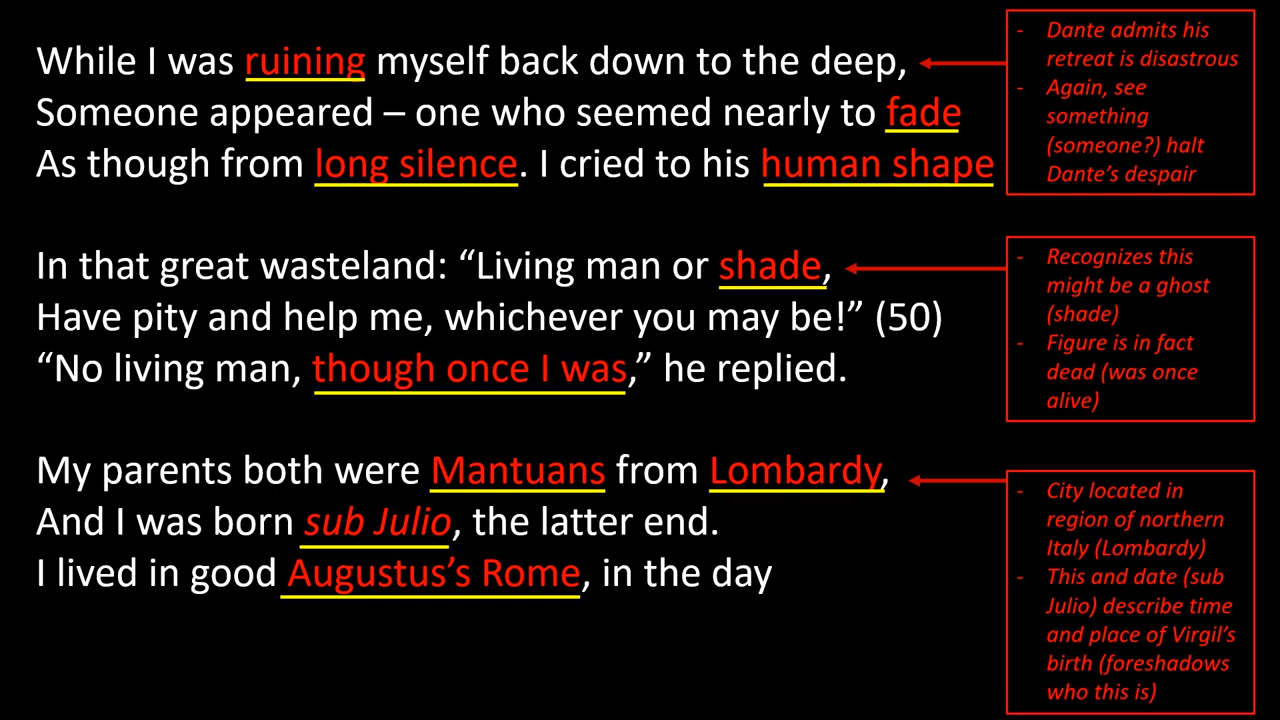 While I was ruining myself back down to the deep,
Someone appeared – one who seemed nearly to fade
As though from long silence. I cried to his human shape
In that great wasteland: “Living man or shade,
Have pity and help me, whichever you may be!” (50)
“No living man, though once I was,” he replied.
My parents both were Mantuans from Lombardy,
And I was born sub Julio, the latter end.
I lived in good Augustus’s Rome, in the day
- Dante admits his
retreat is disastrous
- Again, see
something
(someone?) halt
Dante’s despair
- Recognizes this
might be a ghost
(shade)
- Figure is in fact
dead (was once
alive)
- City located in
region of northern
Italy (Lombardy)
- This and date (sub
Julio) describe time
and place of Virgil’s
birth (foreshadows
who this is)